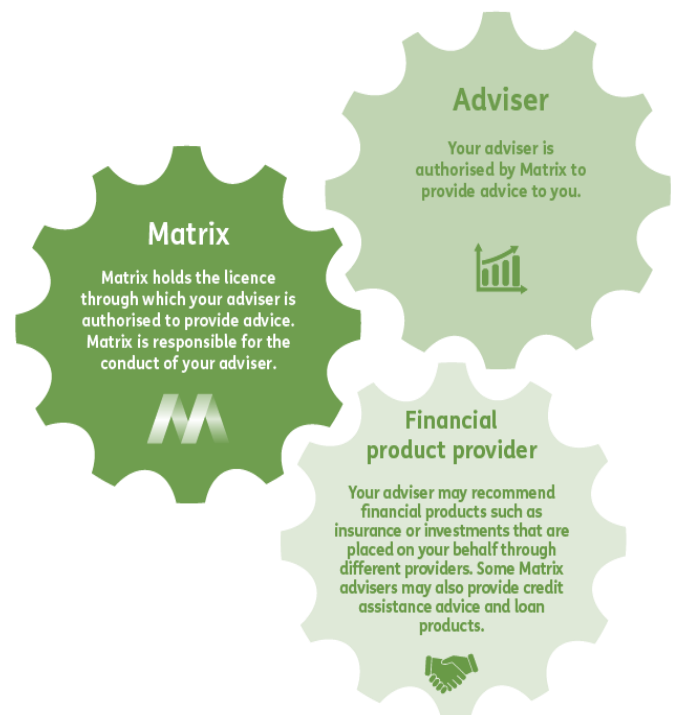 Adviser
Your adviser is
authorised by Matrix to
provide advice to you.
Matrix
Matrix holds the licence
through which your adviser is
authorised to provide advice.
Matrix is responsible for the
conduct of your adviser.
Financial
product provider
Your adviser may recommend
financial products such as
insurance or investments that are
placed on your behalf through
different providers. Some Matrix
advisers may also provide credit
assistance advice and loan
products.